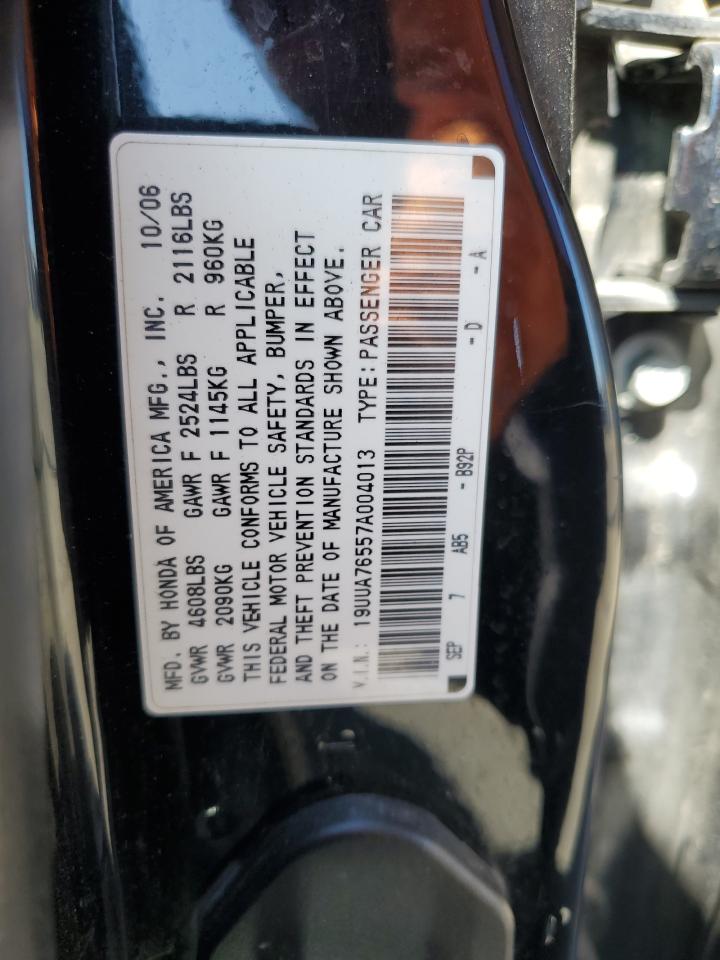 MFD. BY HONDA OF AMERICA MFG., INC. 10/06
GVWR 4608LBS GAWR F 2524LBS R 2116LBS
GVWR 2090KG GAWR F 1145KG R 960KG
THIS VEHICLE CONFORMS TO ALL APPLICABLE
FEDERAL MOTOR VEHICLE SAFETY, BUMPER,
AND THEFT PREVENTION STANDARDS IN EFFECT
ON THE DATE OF MANUFACTURE SHOWN ABOVE.
V.I.N.: 19UUA76557A004013 TYPE:PASSENGER CAR
SEP 7 AB5 - B92P - D - A